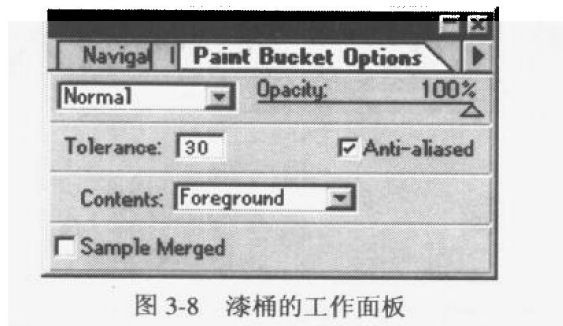 Navigat I Paint Bucket Options
Normal Opacity: 100%
Tolerance: 30 Anti-aliased
Contents: Foreground
Sample Merged
图 3-8 漆桶的工作面板